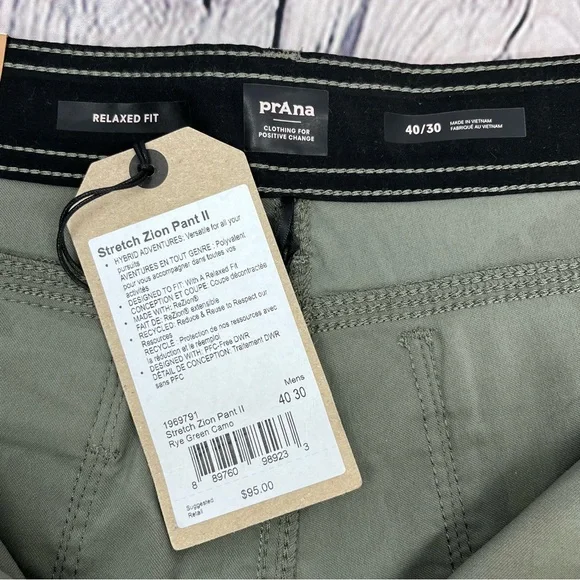 RELAXED FIT
prAna
CLOTHING FOR
POSITIVE CHANGE
40/30
MADE IN VIETNAM
FABRIQUÉ AU VIETNAM
Stretch Zion Pant II
• HYBRID ADVENTURES: Versatile for all your
pursuits
AVENTURES EN TOUT GENRE : Polyvalent
pour vous accompagner dans toutes vos
activités
• DESIGNED TO FIT: With A Relaxed Fit
CONCEPTION ET COUPE: Coupe décontractée
• MADE WITH: ReZion®
FAIT DE: ReZion® extensible
• RECYCLED: Reduce & Reuse to Respect our
Resources
RECYCLÉ : Protection de nos ressources avec
la réduction et le réemploi
• DESIGNED WITH: PFC-Free DWR
DÉTAIL DE CONCEPTION: Traitement DWR
sans PFC
1969791
Mens
Stretch Zion Pant II
40 30
Rye Green Camo
8 89760 98923 3
Suggested
Retail
$95.00